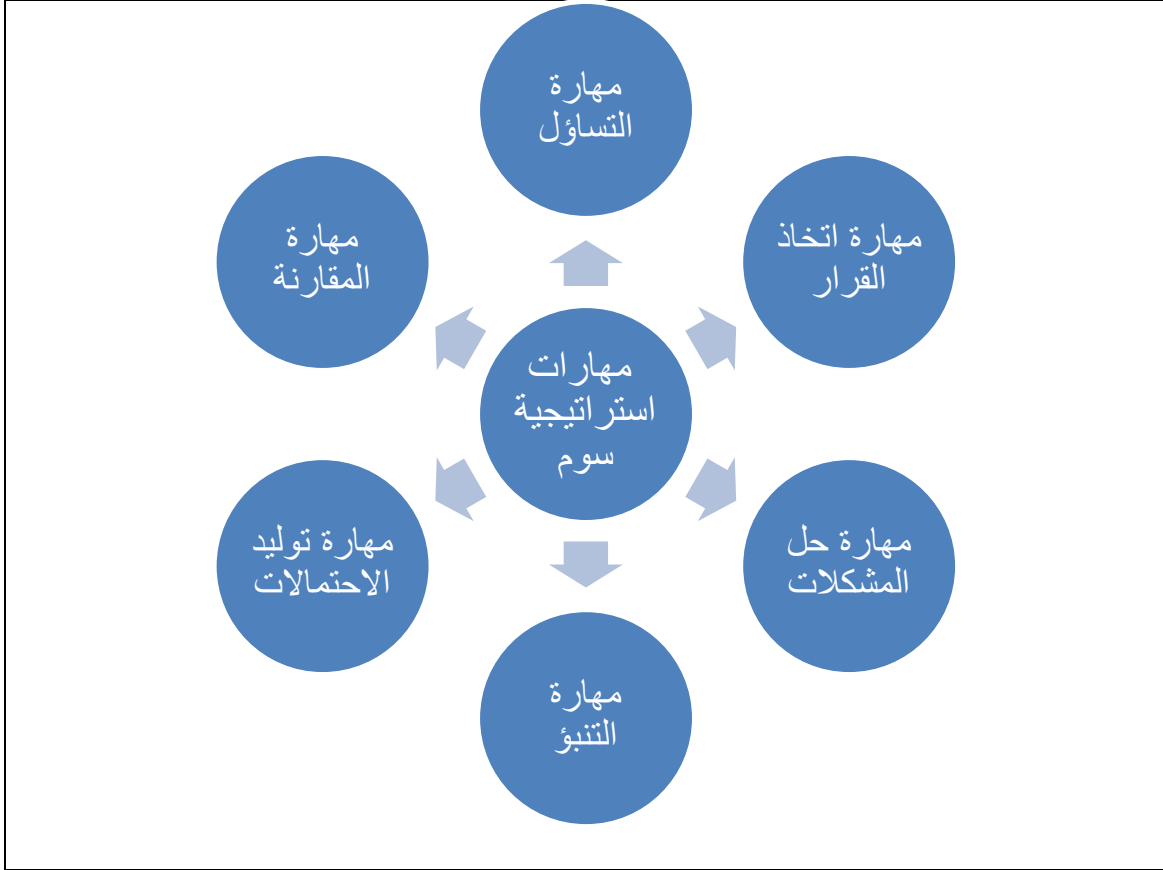 مهارة
التساؤل
مهارة اتخاذ
القرار
مهارة
المقارنة
مهارات
استراتيجية
سوم
مهارة حل
المشكلات
مهارة توليد
الاحتمالات
مهارة
التنبؤ